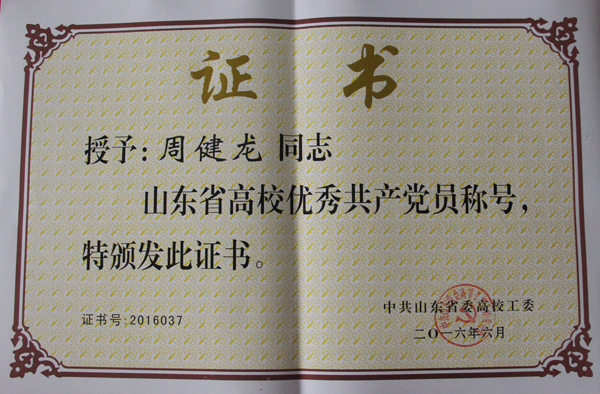 证书
授予：周健龙 同志
山东省高校优秀共产党员称号，
特颁发此证书。
中共山东省委高校工委
证书号：2016037
二〇一六年六月